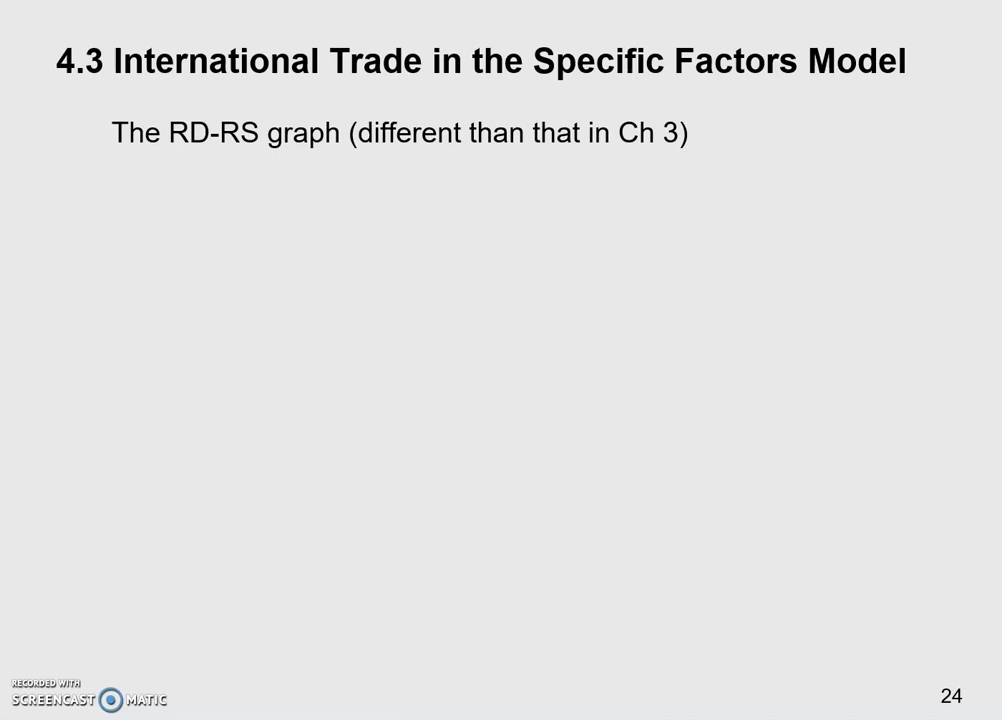 4.3 International Trade in the Specific Factors Model
The RD-RS graph (different than that in Ch 3)
RECORDED WITH
SCREENCAST MATIC
24